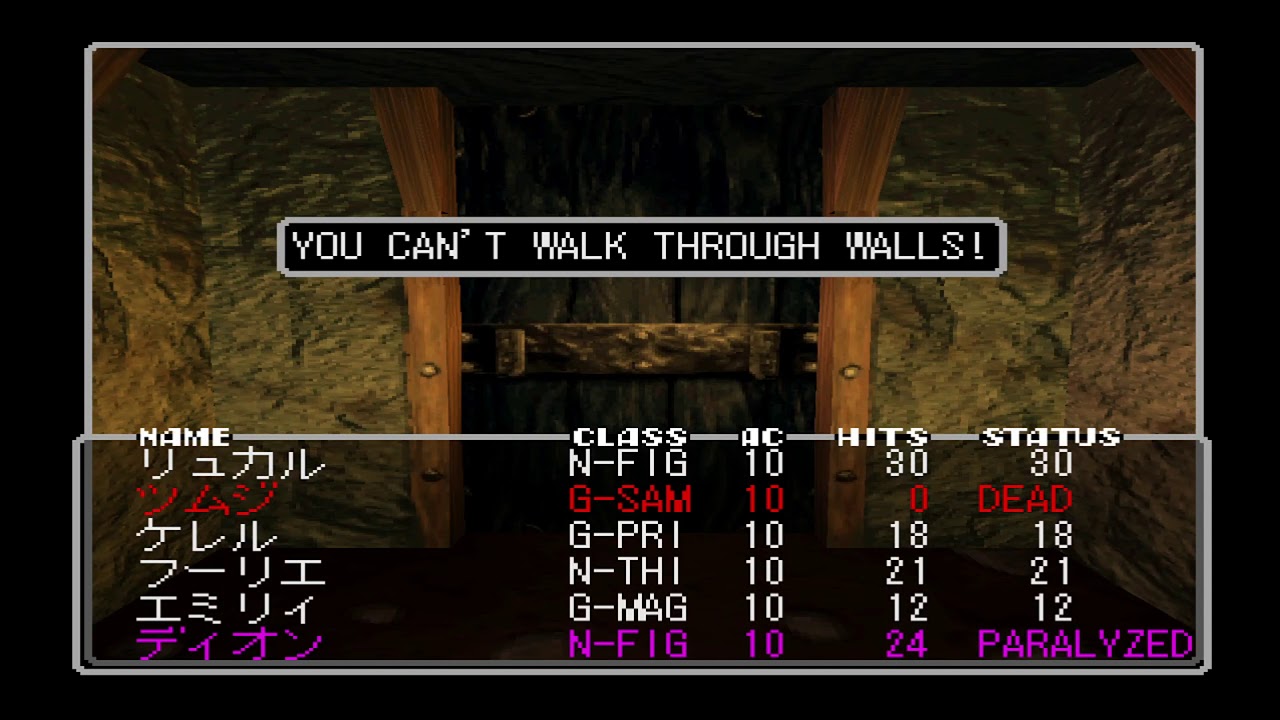 YOU CAN'T WALK THROUGH WALLS!
NAME CLASS AC HITS STATUS
リュカル N-FIG 10 30 30
ツムジ G-SAM 10 0 DEAD
ケレル G-PRI 10 18 18
フーリエ N-THI 10 21 21
エミリィ G-MAG 10 12 12
ディオン N-FIG 10 24 PARALYZED